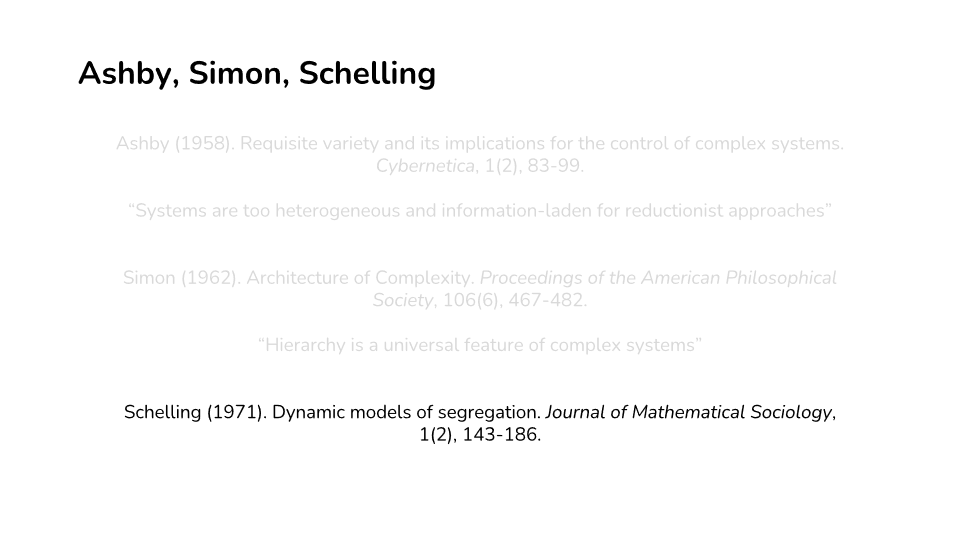 Ashby, Simon, Schelling
Ashby (1958). Requisite variety and its implications for the control of complex systems.
Cybernetica, 1(2), 83-99.
“Systems are too heterogeneous and information-laden for reductionist approaches”
Simon (1962). Architecture of Complexity. Proceedings of the American Philosophical
Society, 106(6), 467-482.
“Hierarchy is a universal feature of complex systems”
Schelling (1971). Dynamic models of segregation. Journal of Mathematical Sociology,
1(2), 143-186.